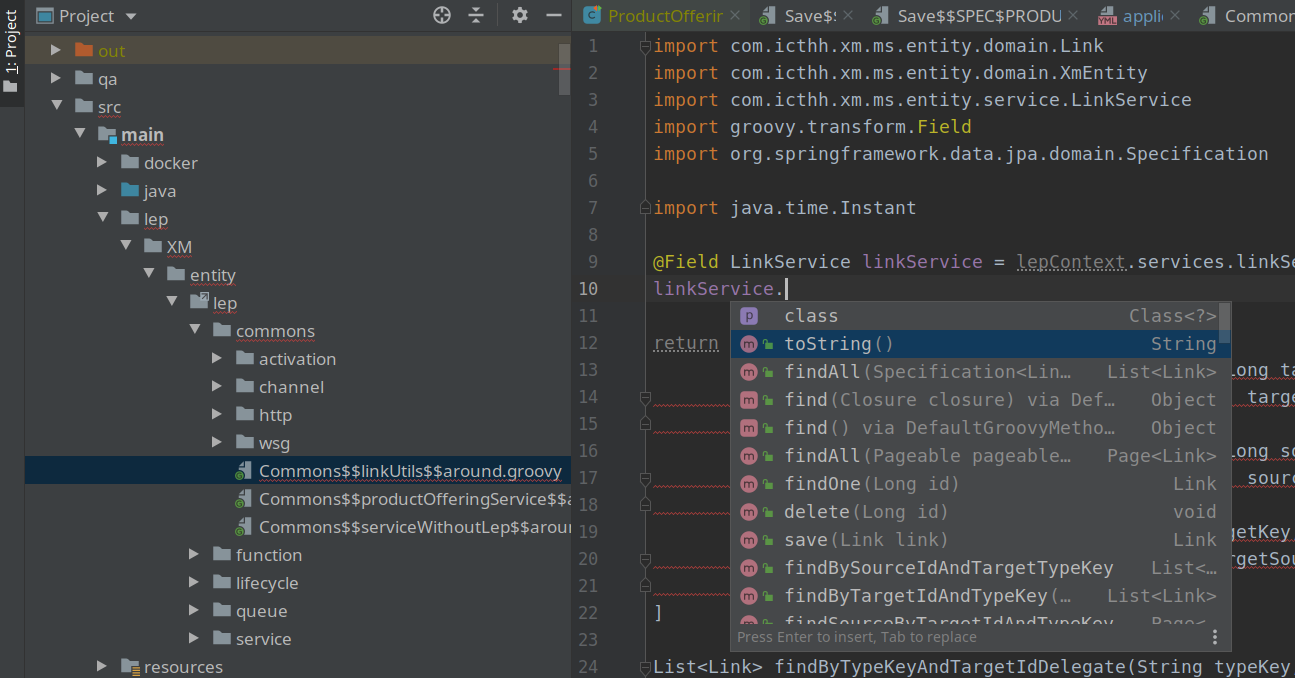 1: Project
Project
out
qa
src
main
docker
java
lep
XM
entity
lep
commons
activation
channel
http
wsg
Commons$$linkUtils$$around.groovy
Commons$$productOfferingService$$a
Commons$$serviceWithoutLep$$arou
function
lifecycle
queue
service
resources
ProductOfferir Save$: Save$$SPEC$PRODU appli Common
1 import com.icthh.xm.ms.entity.domain.Link
2 import com.icthh.xm.ms.entity.domain.XmEntity
3 import com.icthh.xm.ms.entity.service.LinkService
4 import groovy.transform.Field
5 import org.springframework.data.jpa.domain.Specification
6
7 import java.time.Instant
8
9 @Field LinkService linkService = lepContext.services.linkSe
10 linkService.
11 class Class<?>
12 return toString() String
13 findAll(Specification<Lin… List<Link> Long ta
14 find(Closure closure) via Def… Object targe
15 find() via DefaultGroovyMetho… Object
16 findAll(Pageable pageable… Page<Link> Long so
17 findOne(Long id) Link sourc
18 delete(Long id) void
19 save(Link link) Link getKey
20 findBySourceIdAndTargetTypeKey List<… rgetSou
21 findByTargetIdAndTypeKey(… List<Link>
22 ] findSourceByTargetIdAndTypeKey Page<
23 Press Enter to insert, Tab to replace
24 List<Link> findByTypeKeyAndTargetIdDelegate(String typeKey